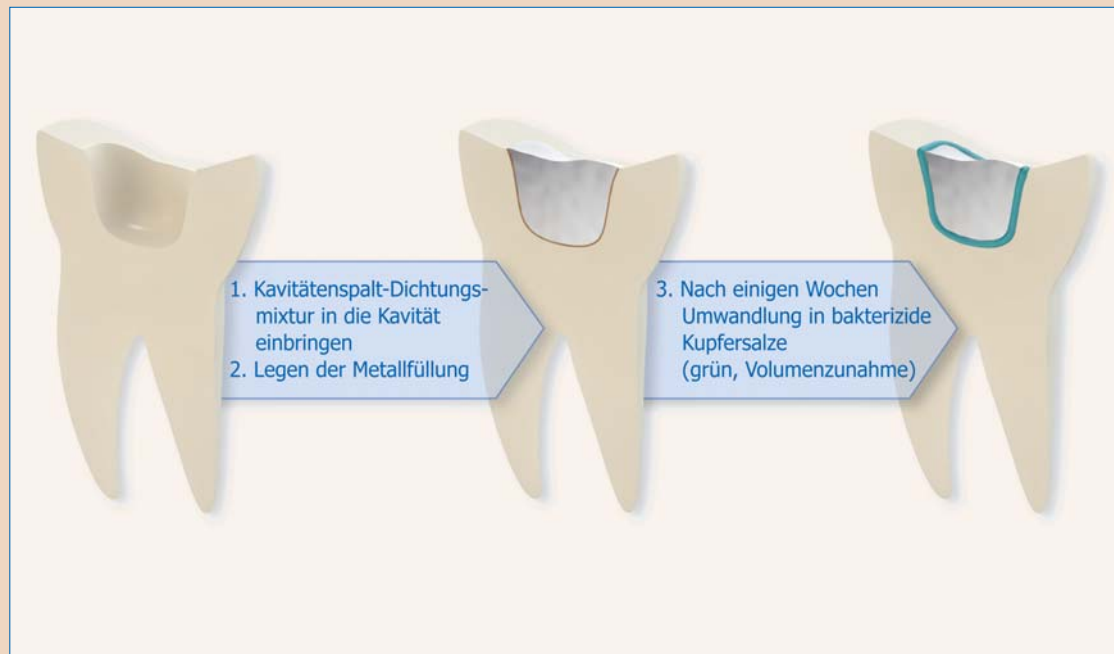 1. Kavitätenspalt-Dichtungs-
mixtur in die Kavität
einbringen
2. Legen der Metallfüllung
3. Nach einigen Wochen
Umwandlung in bakterizide
Kupfersalze
(grün, Volumenzunahme)